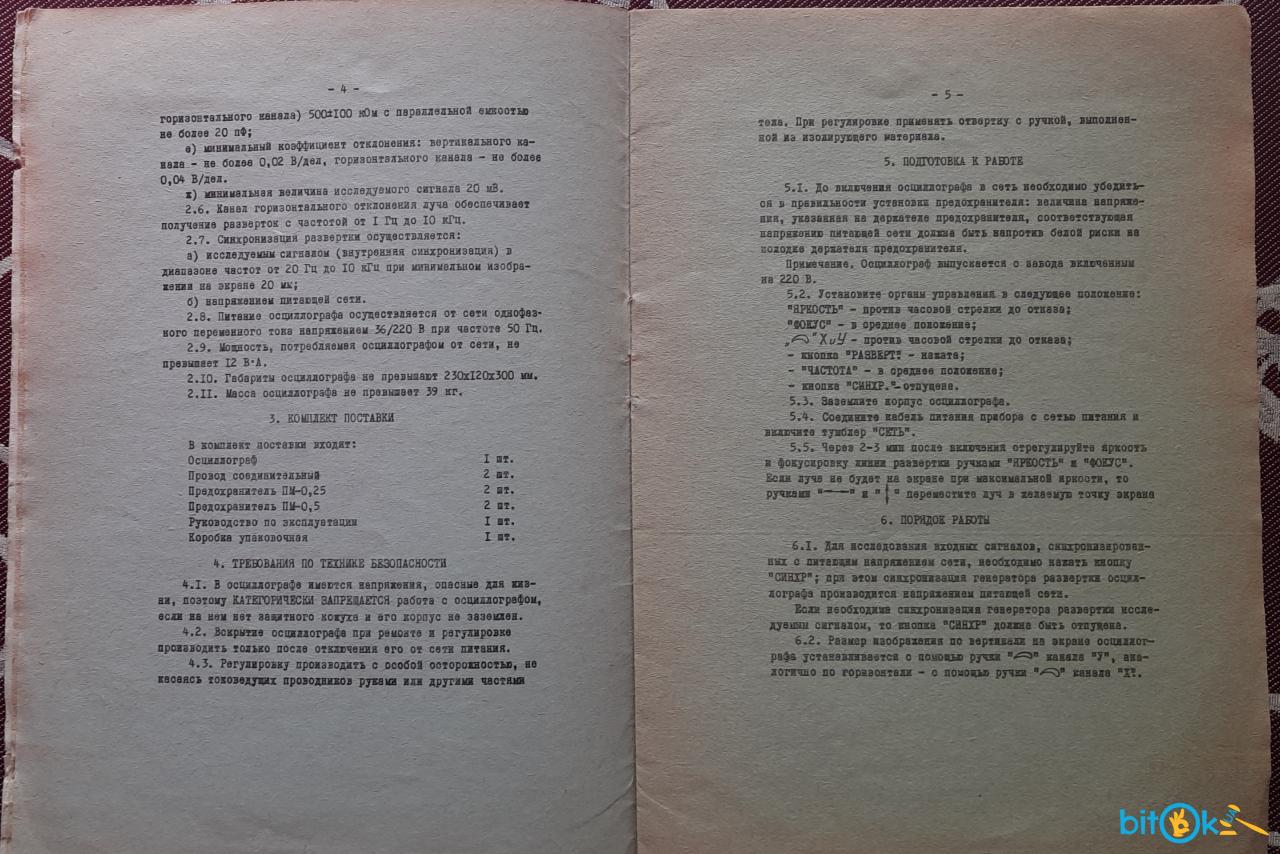 - 4 -
горизонтального канала) 500±100 кОм с параллельной емкостью
не более 20 пФ;
е) минимальный коэффициент отклонения: вертикального ка-
нала - не более 0,02 В/дел, горизонтального канала - не более
0,04 В/дел.
ж) минимальная величина исследуемого сигнала 20 мВ.
2.6. Канал горизонтального отклонения луча обеспечивает
получение разверток с частотой от I Гц до IO кГц.
2.7. Синхронизация развертки осуществляется:
а) исследуемым сигналом (внутренняя синхронизация) в
диапазоне частот от 20 Гц до IO кГц при минимальном изобра-
жении на экране 20 мм;
б) напряжением питающей сети.
2.8. Питание осциллографа осуществляется от сети однофаз-
ного переменного тока напряжением 36/220 В при частоте 50 Гц.
2.9. Мощность, потребляемая осциллографом от сети, не
превышает I2 В·А.
2.IO. Габариты осциллографа не превышают 230xI20x300 мм.
2.II. Масса осциллографа не превышает 39 кг.
3. КОМПЛЕКТ ПОСТАВКИ
В комплект поставки входят:
Осциллограф I шт.
Провод соединительный 2 шт.
Предохранитель ПМ-0,25 2 шт.
Предохранитель ПМ-0,5 2 шт.
Руководство по эксплуатации I шт.
Коробка упаковочная I шт.
4. ТРЕБОВАНИЯ ПО ТЕХНИКЕ БЕЗОПАСНОСТИ
4.I. В осциллографе имеются напряжения, опасные для жиз-
ни, поэтому КАТЕГОРИЧЕСКИ ЗАПРЕЩАЕТСЯ работа с осциллографом,
если на нем нет защитного кожуха и его корпус не заземлен.
4.2. Вскрытие осциллографа при ремонте и регулировке
производить только после отключения его от сети питания.
4.3. Регулировку производить с особой осторожностью, не
касаясь токоведущих проводников руками или другими частями
- 5 -
тела. При регулировке применять отвертку с ручкой, выполнен-
ной из изолирующего материала.
5. ПОДГОТОВКА К РАБОТЕ
5.I. До включения осциллографа в сеть необходимо убедить-
ся в правильности установки предохранителя: величина напряже-
ния, указанная на держателе предохранителя, соответствующая
напряжению питающей сети должна быть напротив белой риски на
колодке держателя предохранителя.
Примечание. Осциллограф выпускается с завода включенным
на 220 В.
5.2. Установите органы управления в следующее положение:
"ЯРКОСТЬ" - против часовой стрелки до отказа;
"ФОКУС" - в среднее положение;
„⌒" X и У - против часовой стрелки до отказа;
- кнопка "РАЗВЕРТ" - нажата;
- "ЧАСТОТА" - в среднее положение;
- кнопка "СИНХР." - отпущена.
5.3. Заземлите корпус осциллографа.
5.4. Соедините кабель питания прибора с сетью питания и
включите тумблер "СЕТЬ".
5.5. Через 2-3 мин после включения отрегулируйте яркость
и фокусировку линии развертки ручками "ЯРКОСТЬ" и "ФОКУС".
Если луча не будет на экране при максимальной яркости, то
ручками "↔" и "↕" переместите луч в желаемую точку экрана
6. ПОРЯДОК РАБОТЫ
6.I. Для исследования входных сигналов, синхронизирован-
ных с питающим напряжением сети, необходимо нажать кнопку
"СИНХР"; при этом синхронизация генератора развертки осцил-
лографа производится напряжением питающей сети.
Если необходима синхронизация генератора развертки иссле-
дуемым сигналом, то кнопка "СИНХР" должна быть отпущена.
6.2. Размер изображения по вертикали на экране осциллог-
рафа устанавливается с помощью ручки "⌒" канала "У", ана-
логично по горизонтали - с помощью ручки "⌒" канала "X".
bitok.ua